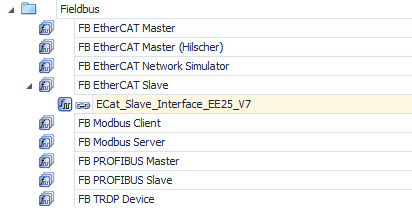 Fieldbus
FB EtherCAT Master
FB EtherCAT Master (Hilscher)
FB EtherCAT Network Simulator
FB EtherCAT Slave
ECat_Slave_Interface_EE25_V7
FB Modbus Client
FB Modbus Server
FB PROFIBUS Master
FB PROFIBUS Slave
FB TRDP Device